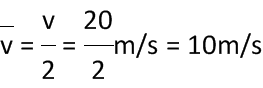 v̅ = v/2 = 20/2 m/s = 10m/s